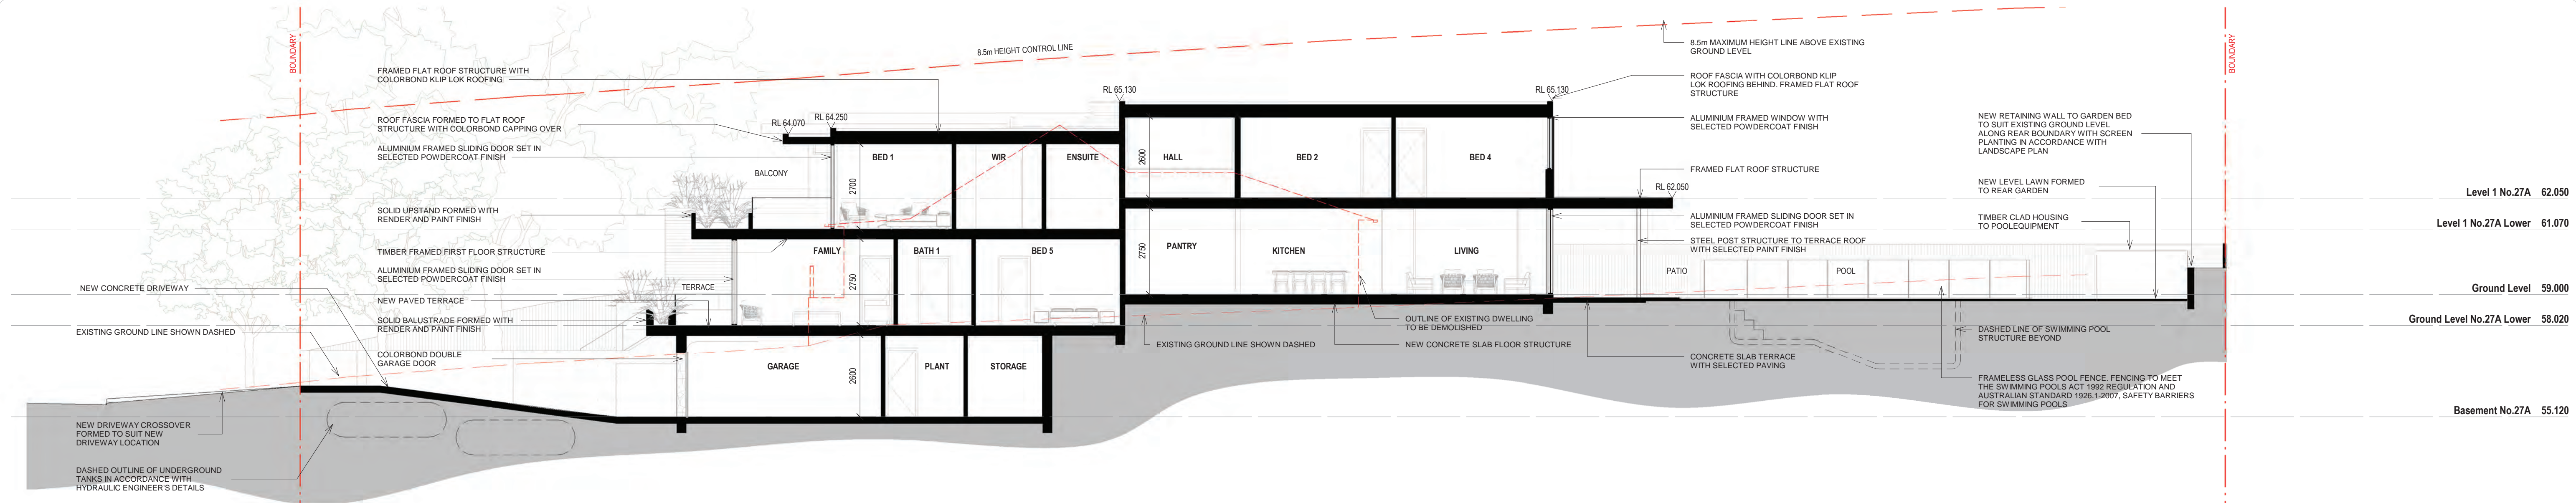 BOUNDARY
8.5m HEIGHT CONTROL LINE
8.5m MAXIMUM HEIGHT LINE ABOVE EXISTING
GROUND LEVEL
BOUNDARY
FRAMED FLAT ROOF STRUCTURE WITH
COLORBOND KLIP LOK ROOFING
ROOF FASCIA FORMED TO FLAT ROOF
STRUCTURE WITH COLORBOND CAPPING OVER
ALUMINIUM FRAMED SLIDING DOOR SET IN
SELECTED POWDERCOAT FINISH
SOLID UPSTAND FORMED WITH
RENDER AND PAINT FINISH
TIMBER FRAMED FIRST FLOOR STRUCTURE
ALUMINIUM FRAMED SLIDING DOOR SET IN
SELECTED POWDERCOAT FINISH
NEW CONCRETE DRIVEWAY
NEW PAVED TERRACE
SOLID BALUSTRADE FORMED WITH
RENDER AND PAINT FINISH
EXISTING GROUND LINE SHOWN DASHED
COLORBOND DOUBLE
GARAGE DOOR
NEW DRIVEWAY CROSSOVER
FORMED TO SUIT NEW
DRIVEWAY LOCATION
DASHED OUTLINE OF UNDERGROUND
TANKS IN ACCORDANCE WITH
HYDRAULIC ENGINEER'S DETAILS
RL 64.070
RL 64.250
RL 65.130
RL 65.130
RL 62.050
BALCONY
2700
BED 1
WIR
ENSUITE
2600
HALL
BED 2
BED 4
TERRACE
FAMILY
2750
BATH 1
BED 5
2750
PANTRY
KITCHEN
LIVING
PATIO
POOL
GARAGE
2600
PLANT
STORAGE
EXISTING GROUND LINE SHOWN DASHED
OUTLINE OF EXISTING DWELLING
TO BE DEMOLISHED
NEW CONCRETE SLAB FLOOR STRUCTURE
ROOF FASCIA WITH COLORBOND KLIP
LOK ROOFING BEHIND. FRAMED FLAT ROOF
STRUCTURE
ALUMINIUM FRAMED WINDOW WITH
SELECTED POWDERCOAT FINISH
FRAMED FLAT ROOF STRUCTURE
ALUMINIUM FRAMED SLIDING DOOR SET IN
SELECTED POWDERCOAT FINISH
STEEL POST STRUCTURE TO TERRACE ROOF
WITH SELECTED PAINT FINISH
CONCRETE SLAB TERRACE
WITH SELECTED PAVING
NEW RETAINING WALL TO GARDEN BED
TO SUIT EXISTING GROUND LEVEL
ALONG REAR BOUNDARY WITH SCREEN
PLANTING IN ACCORDANCE WITH
LANDSCAPE PLAN
NEW LEVEL LAWN FORMED
TO REAR GARDEN
TIMBER CLAD HOUSING
TO POOLEQUIPMENT
DASHED LINE OF SWIMMING POOL
STRUCTURE BEYOND
FRAMELESS GLASS POOL FENCE. FENCING TO MEET
THE SWIMMING POOLS ACT 1992 REGULATION AND
AUSTRALIAN STANDARD 1926.1-2007, SAFETY BARRIERS
FOR SWIMMING POOLS
Level 1 No.27A 62.050
Level 1 No.27A Lower 61.070
Ground Level 59.000
Ground Level No.27A Lower 58.020
Basement No.27A 55.120